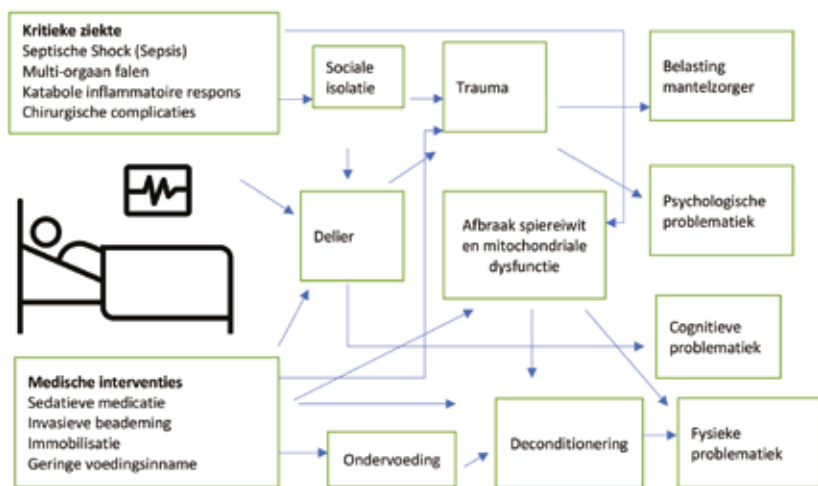 Kritieke ziekte
Septische Shock (Sepsis)
Multi-orgaan falen
Katabole inflammatoire respons
Chirurgische complicaties
Sociale
isolatie
Trauma
Belasting
mantelzorger
Delier
Afbraak spiereiwit
en mitochondriale
dysfunctie
Psychologische
problematiek
Cognitieve
problematiek
Medische interventies
Sedatieve medicatie
Invasieve beademing
Immobilisatie
Geringe voedingsinname
Ondervoeding
Deconditionering
Fysieke
problematiek